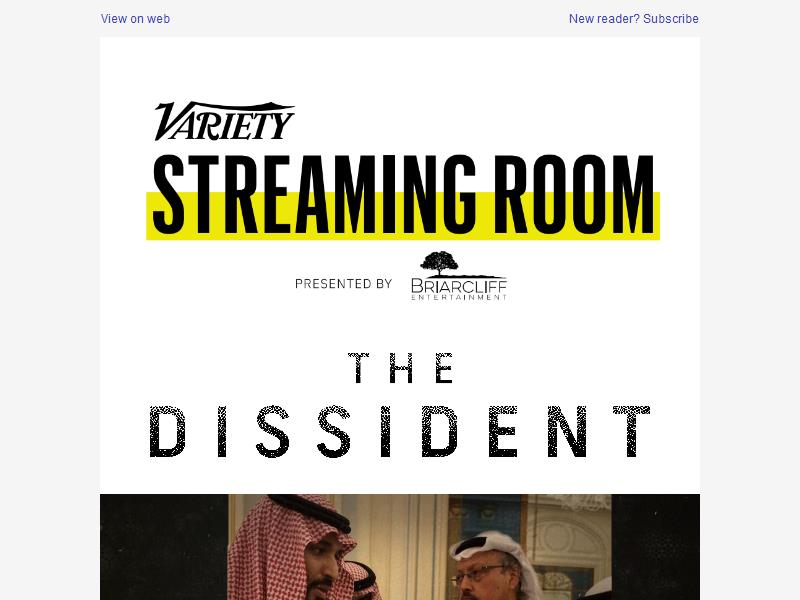 View on web
New reader? Subscribe
VARIETY
STREAMING ROOM
PRESENTED BY
BRIARCLIFF
ENTERTAINMENT
THE
DISSIDENT